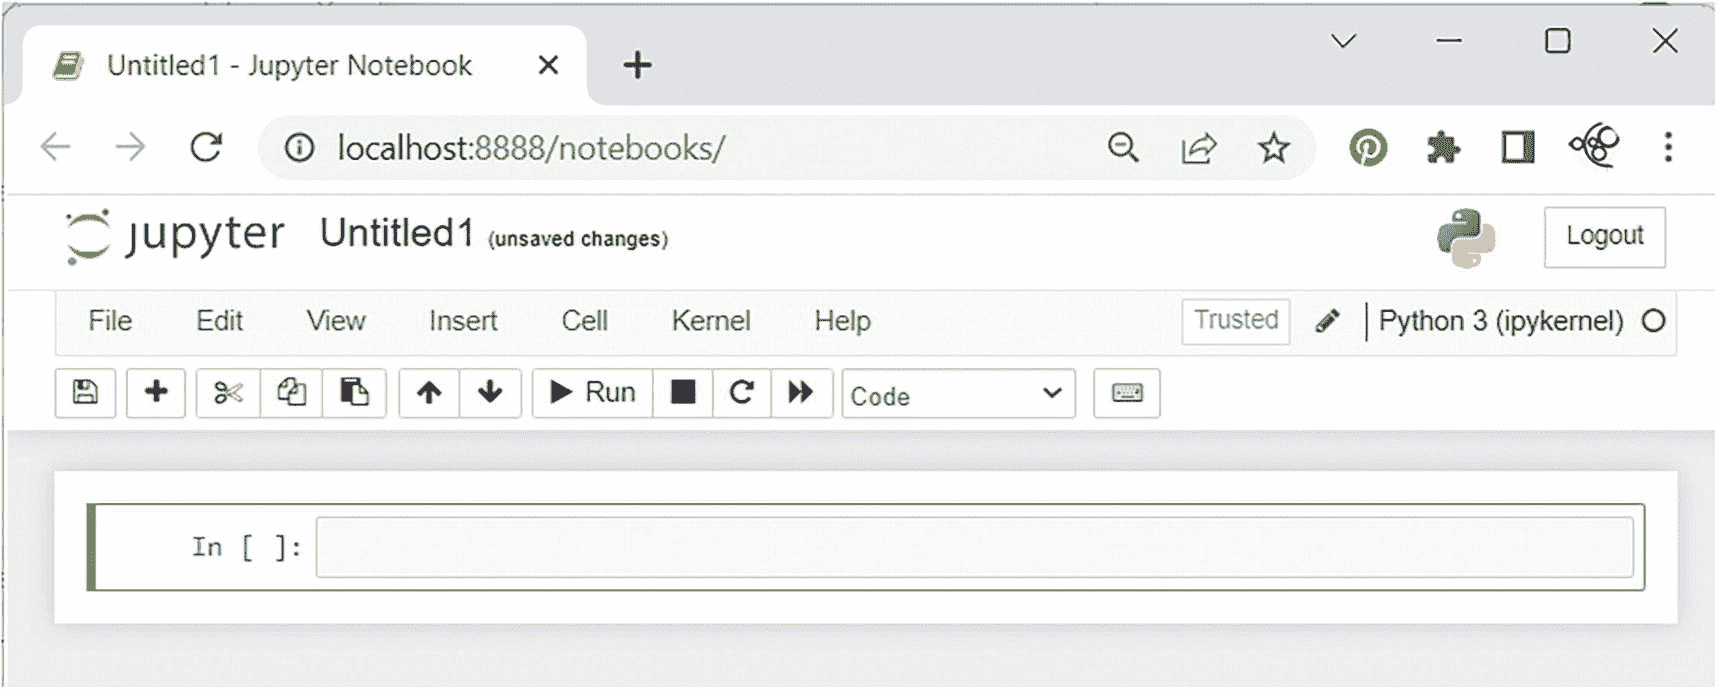 Untitled1 - Jupyter Notebook
localhost:8888/notebooks/
jupyter Untitled1 (unsaved changes) Logout
File Edit View Insert Cell Kernel Help Trusted Python 3 (ipykernel)
Run Code
In [ ]: